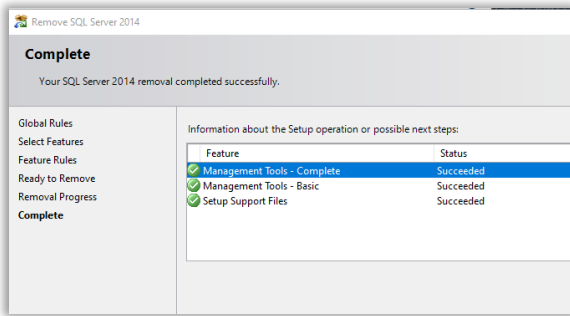 Remove SQL Server 2014
Complete
Your SQL Server 2014 removal completed successfully.
Global Rules
Select Features
Feature Rules
Ready to Remove
Removal Progress
Complete
Information about the Setup operation or possible next steps:
Feature Status
Management Tools - Complete Succeeded
Management Tools - Basic Succeeded
Setup Support Files Succeeded